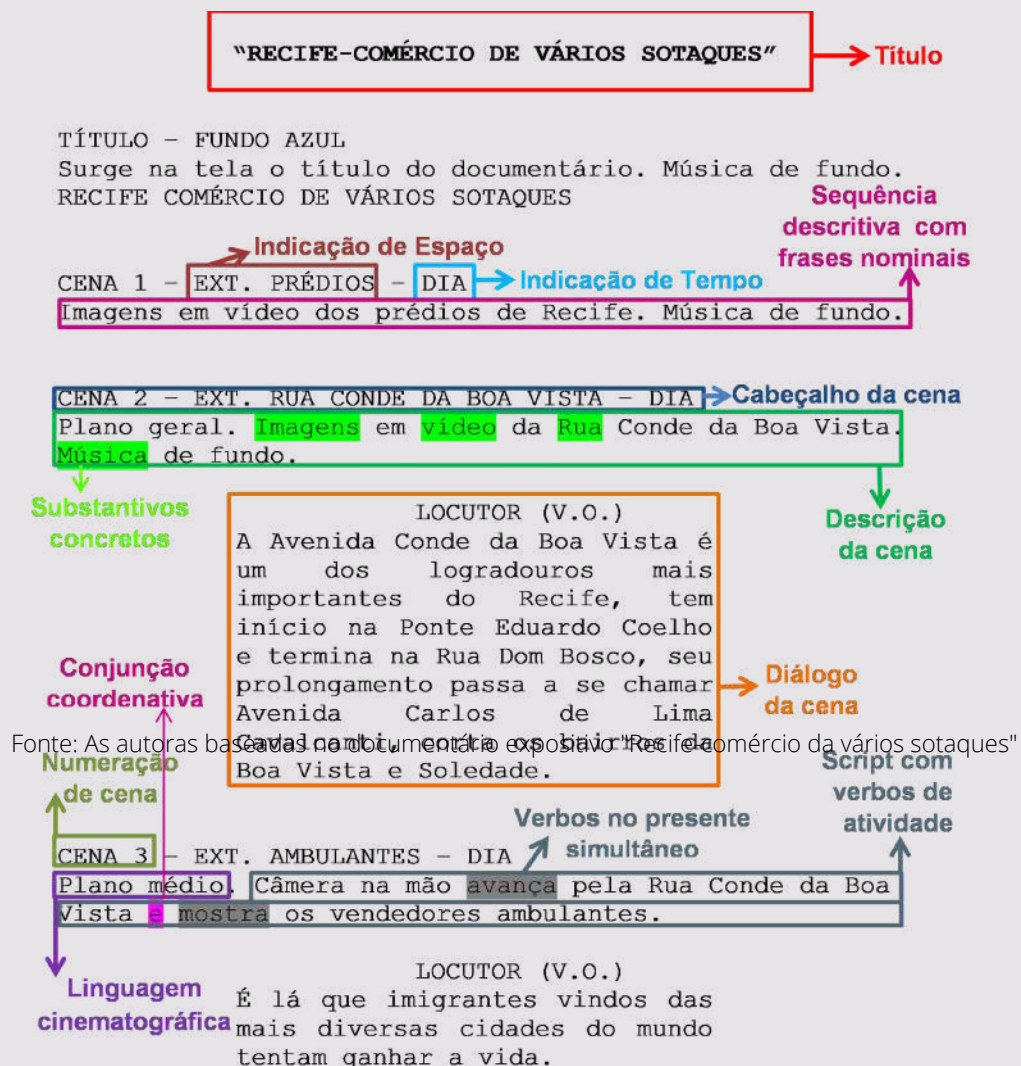 “RECIFE-COMÉRCIO DE VÁRIOS SOTAQUES”
Título
TÍTULO – FUNDO AZUL
Surge na tela o título do documentário. Música de fundo.
RECIFE COMÉRCIO DE VÁRIOS SOTAQUES
Sequência
descritiva com
frases nominais
Indicação de Espaço
CENA 1 – EXT. PRÉDIOS – DIA
Indicação de Tempo
Imagens em vídeo dos prédios de Recife. Música de fundo.
CENA 2 – EXT. RUA CONDE DA BOA VISTA – DIA
Cabeçalho da cena
Plano geral. Imagens em vídeo da Rua Conde da Boa Vista.
Música de fundo.
Substantivos
concretos
Descrição
da cena
LOCUTOR (V.O.)
A Avenida Conde da Boa Vista é
um dos logradouros mais
importantes do Recife, tem
início na Ponte Eduardo Coelho
e termina na Rua Dom Bosco, seu
prolongamento passa a se chamar
Avenida Carlos de Lima
Cavalcanti, corta os bairros da
Boa Vista e Soledade.
Conjunção
coordenativa
Diálogo
da cena
Fonte: As autoras baseadas no documentário expositivo "Recife-comércio da vários sotaques"
Numeração
de cena
Script com
verbos de
atividade
Verbos no presente
simultâneo
CENA 3 – EXT. AMBULANTES – DIA
Plano médio. Câmera na mão avança pela Rua Conde da Boa
Vista e mostra os vendedores ambulantes.
Linguagem
cinematográfica
LOCUTOR (V.O.)
É lá que imigrantes vindos das
mais diversas cidades do mundo
tentam ganhar a vida.